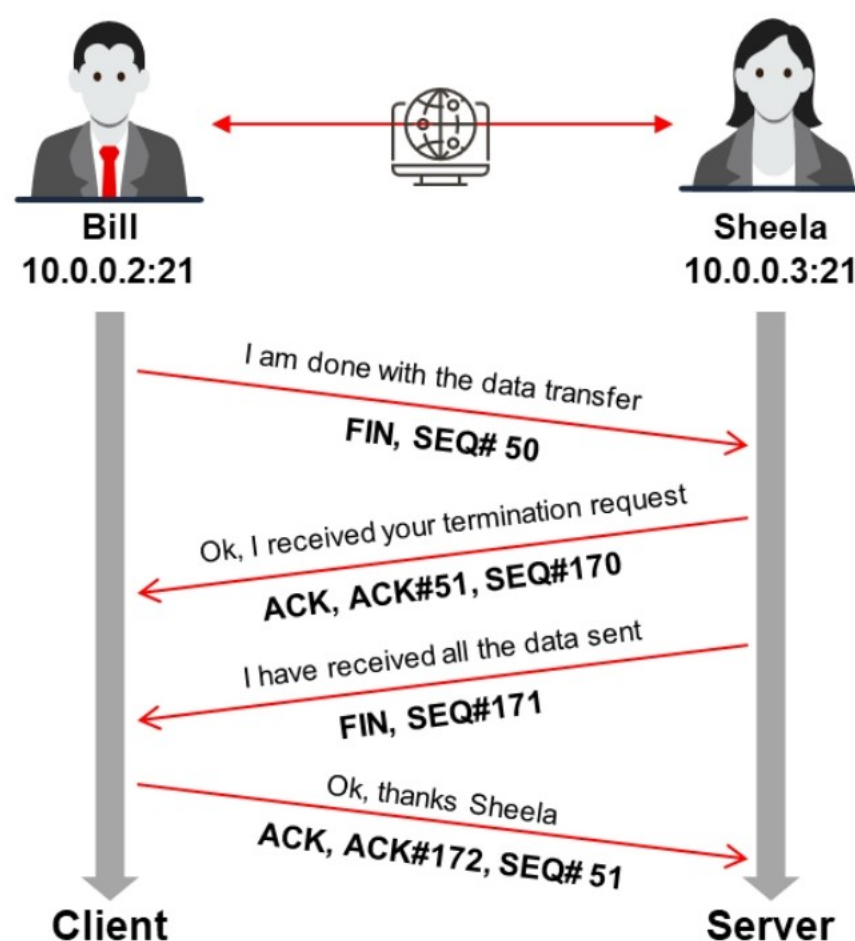 Bill
10.0.0.2:21
Sheela
10.0.0.3:21
I am done with the data transfer
FIN, SEQ# 50
Ok, I received your termination request
ACK, ACK#51, SEQ#170
I have received all the data sent
FIN, SEQ#171
Ok, thanks Sheela
ACK, ACK#172, SEQ# 51
Client
Server